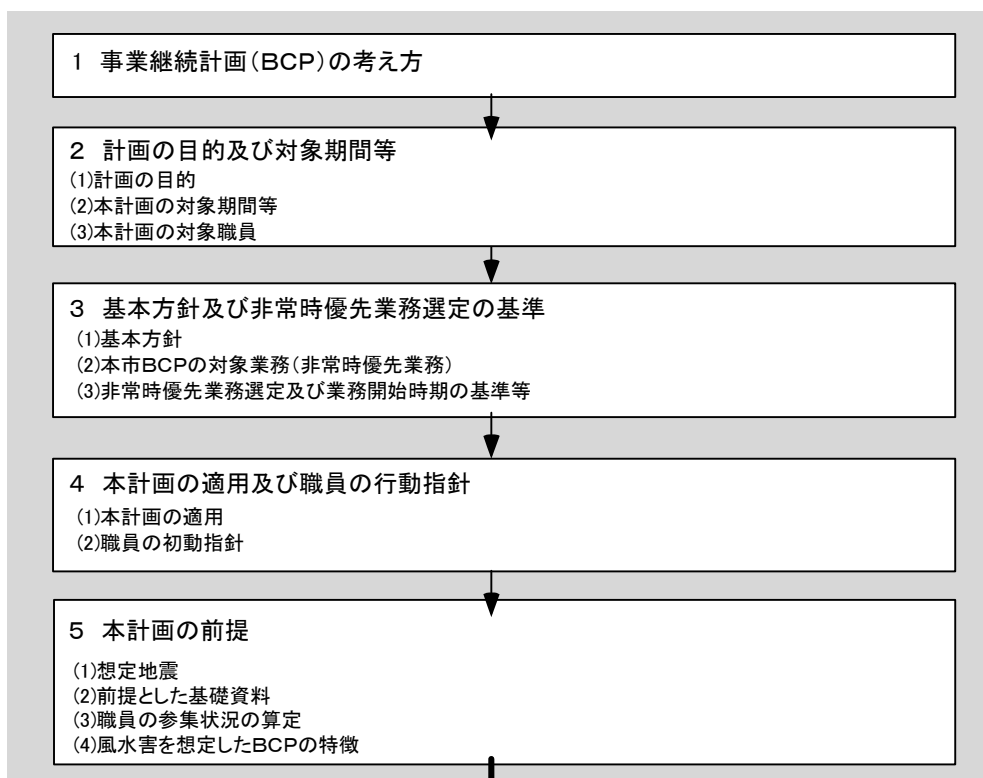 １ 事業継続計画（ＢＣＰ）の考え方
２ 計画の目的及び対象期間等
(1)計画の目的
(2)本計画の対象期間等
(3)本計画の対象職員
３ 基本方針及び非常時優先業務選定の基準
(1)基本方針
(2)本市ＢＣＰの対象業務（非常時優先業務）
(3)非常時優先業務選定及び業務開始時期の基準等
４ 本計画の適用及び職員の行動指針
(1)本計画の適用
(2)職員の初動指針
５ 本計画の前提
(1)想定地震
(2)前提とした基礎資料
(3)職員の参集状況の算定
(4)風水害を想定したＢＣＰの特徴